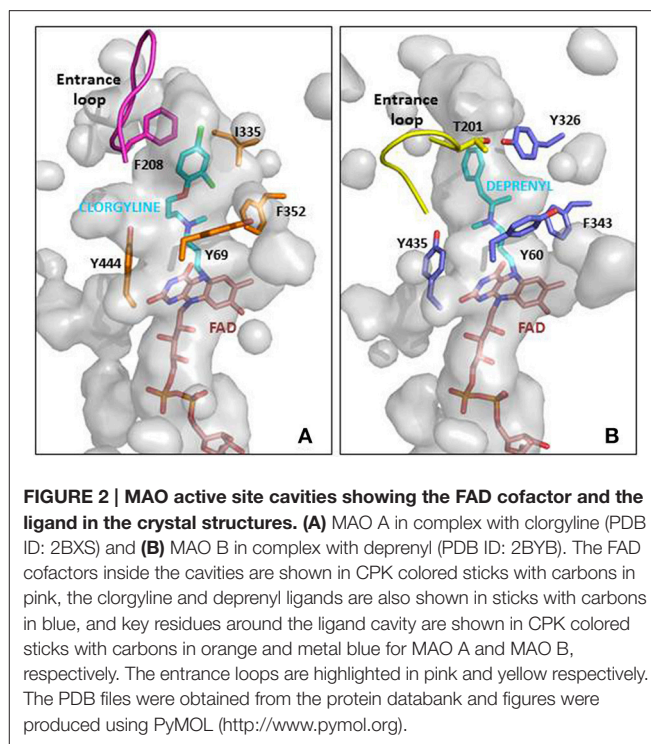 Entrance
loop
F208
I335
CLORGYLINE
F352
Y444
Y69
FAD
A
Entrance
loop
T201
Y326
DEPRENYL
F343
Y435
Y60
FAD
B
FIGURE 2 | MAO active site cavities showing the FAD cofactor and the
ligand in the crystal structures. (A) MAO A in complex with clorgyline (PDB
ID: 2BXS) and (B) MAO B in complex with deprenyl (PDB ID: 2BYB). The FAD
cofactors inside the cavities are shown in CPK colored sticks with carbons in
pink, the clorgyline and deprenyl ligands are also shown in sticks with carbons
in blue, and key residues around the ligand cavity are shown in CPK colored
sticks with carbons in orange and metal blue for MAO A and MAO B,
respectively. The entrance loops are highlighted in pink and yellow respectively.
The PDB files were obtained from the protein databank and figures were
produced using PyMOL (http://www.pymol.org).